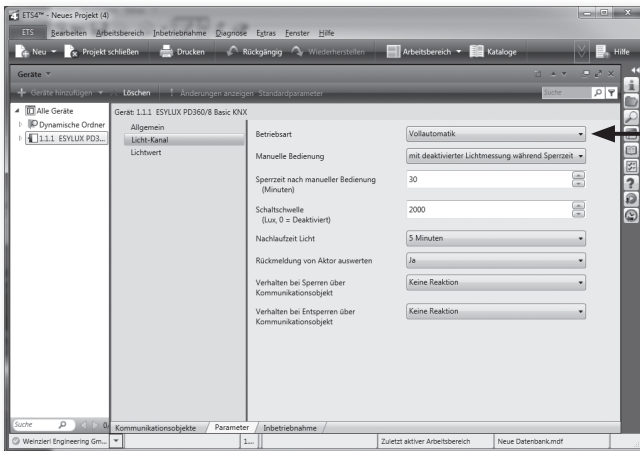 ETS4™ - Neues Projekt (4)
ETS Bearbeiten Arbeitsbereich Inbetriebnahme Diagnose Extras Fenster Hilfe
Neu Projekt schließen Drucken Rückgängig Wiederherstellen Arbeitsbereich Kataloge Hilfe
Geräte
Geräte hinzufügen Löschen Änderungen anzeigen Standardparameter Suche
Alle Geräte
Dynamische Ordner
1.1.1 ESYLUX PD3...
Gerät: 1.1.1 ESYLUX PD360/8 Basic KNX
Allgemein
Licht-Kanal
Lichtwert
Betriebsart Vollautomatik
Manuelle Bedienung mit deaktivierter Lichtmessung während Sperrzeit
Sperrzeit nach manueller Bedienung 30
(Minuten)
Schaltschwelle 2000
(Lux, 0 = Deaktiviert)
Nachlaufzeit Licht 5 Minuten
Rückmeldung von Aktor auswerten Ja
Verhalten bei Sperren über Keine Reaktion
Kommunikationsobjekt
Verhalten bei Entsperren über Keine Reaktion
Kommunikationsobjekt
Suche
Kommunikationsobjekte Parameter Inbetriebnahme
Weinzierl Engineering Gm... 1... Zuletzt aktiver Arbeitsbereich Neue Datenbank.mdf